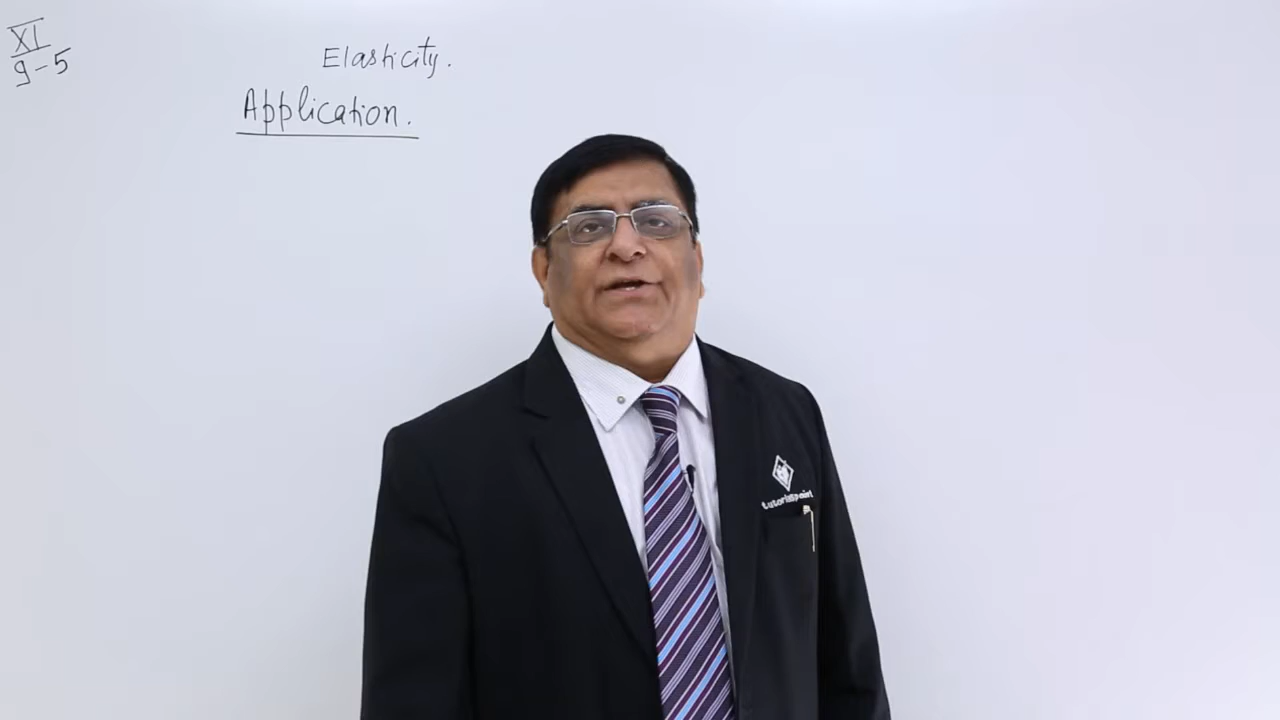 XI
9-5
Elasticity.
Application.
tutorialspoint